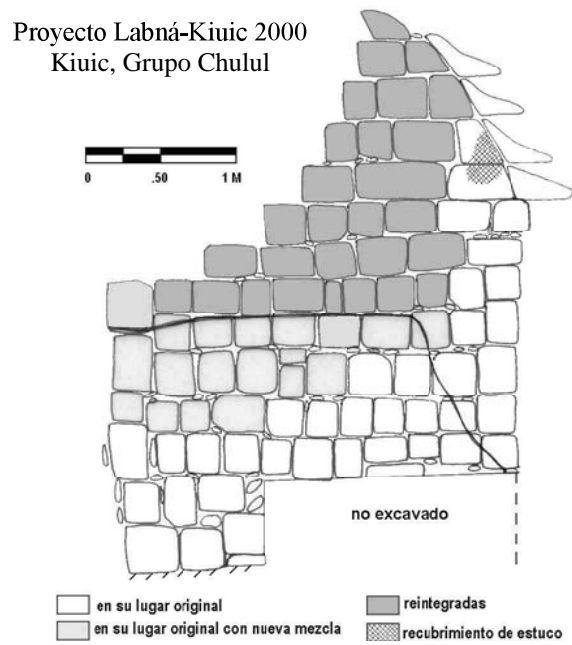 Proyecto Labná-Kiuic 2000
Kiuic, Grupo Chulul
0 .50 1 M
no excavado
en su lugar original
en su lugar original con nueva mezcla
reintegradas
recubrimiento de estuco